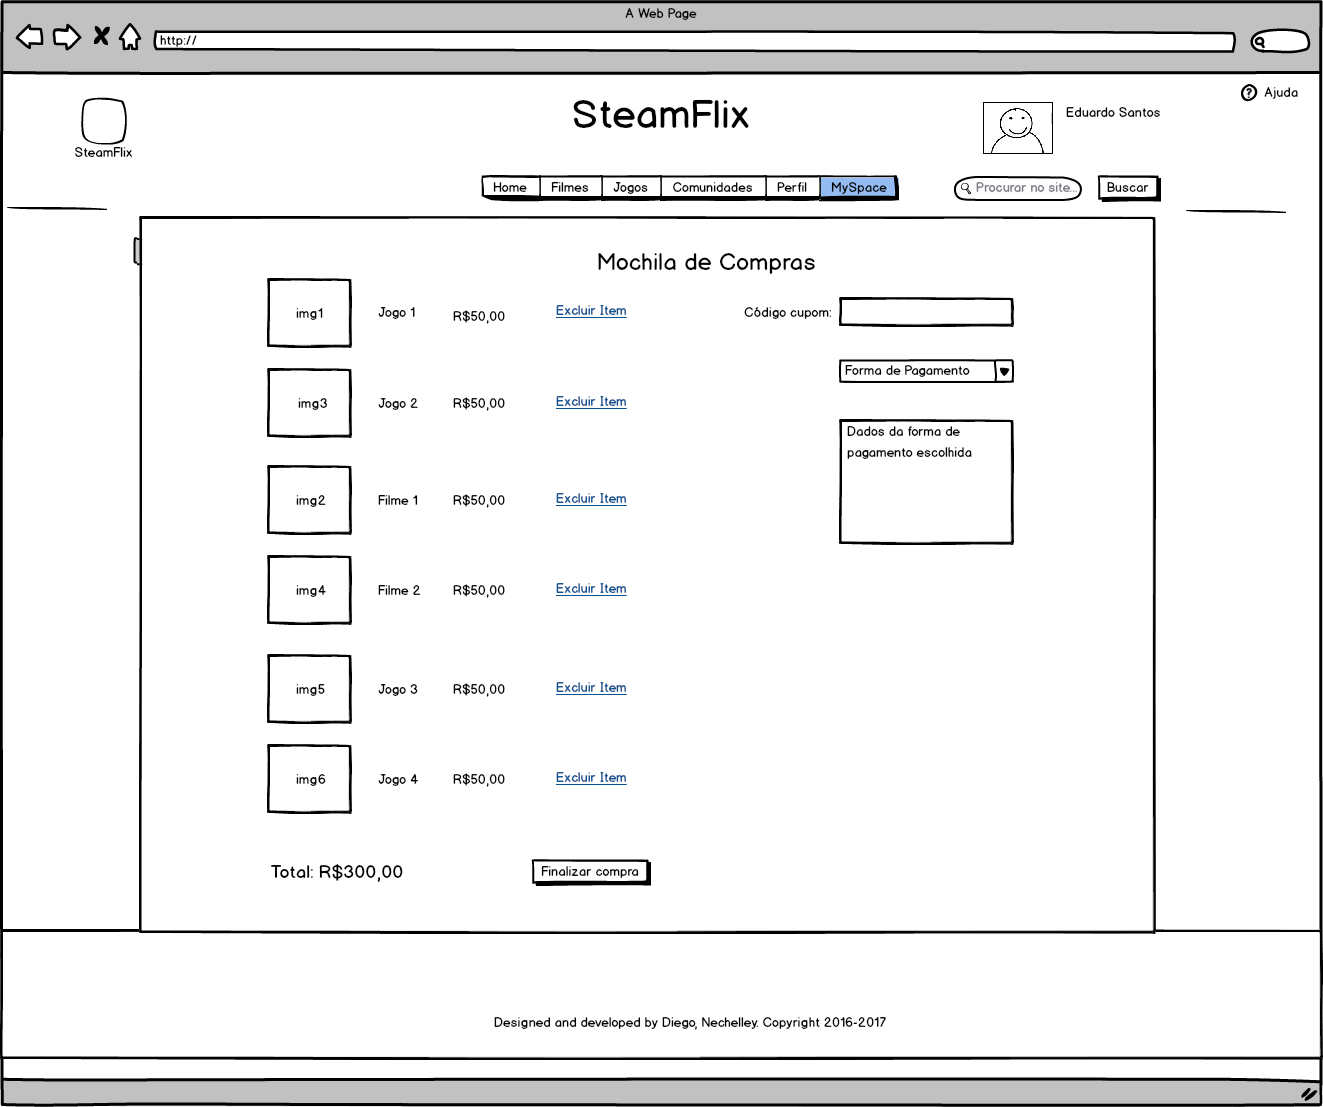 A Web Page
http://
Ajuda
SteamFlix
Eduardo Santos
SteamFlix
Home Filmes Jogos Comunidades Perfil MySpace
Procurar no site...
Buscar
Mochila de Compras
img1 Jogo 1 R$50,00 Excluir Item
Código cupom:
img3 Jogo 2 R$50,00 Excluir Item
Forma de Pagamento
Dados da forma de
pagamento escolhida
img2 Filme 1 R$50,00 Excluir Item
img4 Filme 2 R$50,00 Excluir Item
img5 Jogo 3 R$50,00 Excluir Item
img6 Jogo 4 R$50,00 Excluir Item
Total: R$300,00
Finalizar compra
Designed and developed by Diego, Nechelley. Copyright 2016-2017